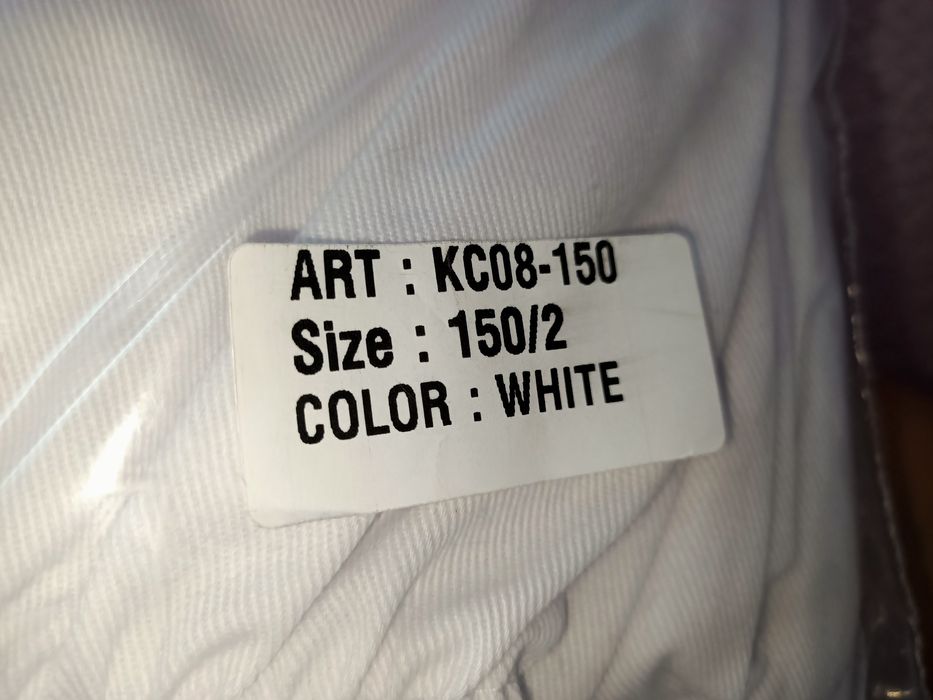 ART : KC08-150
Size : 150/2
COLOR : WHITE